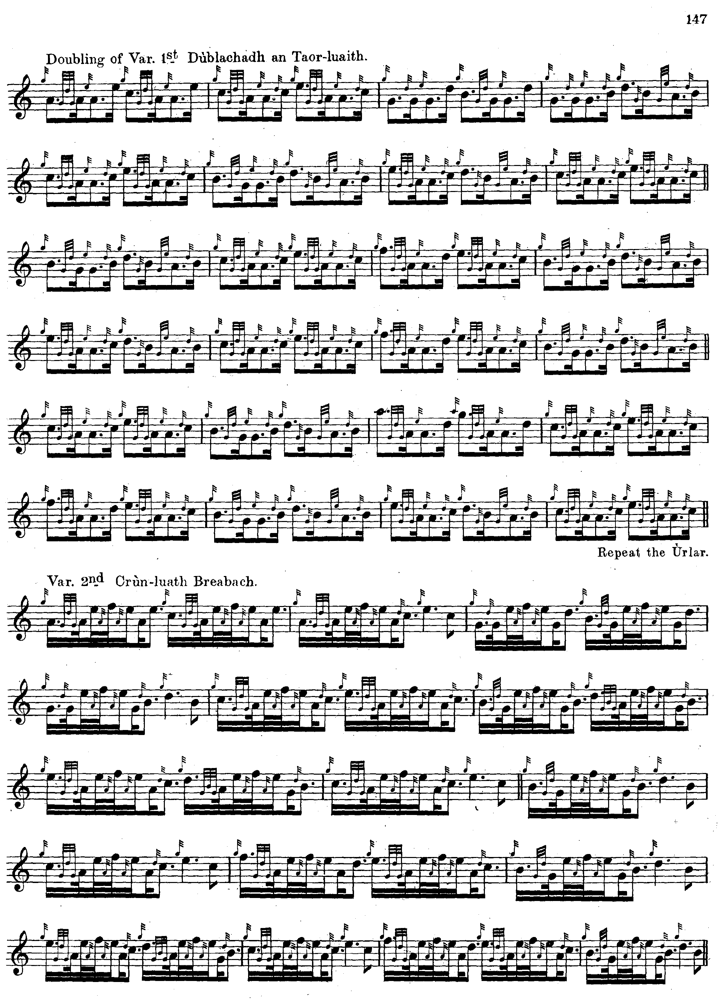 147
Doubling of Var. 1st Dùblachadh an Taor-luaith.
Repeat the Ùrlar.
Var. 2nd Crùn-luath Breabach.